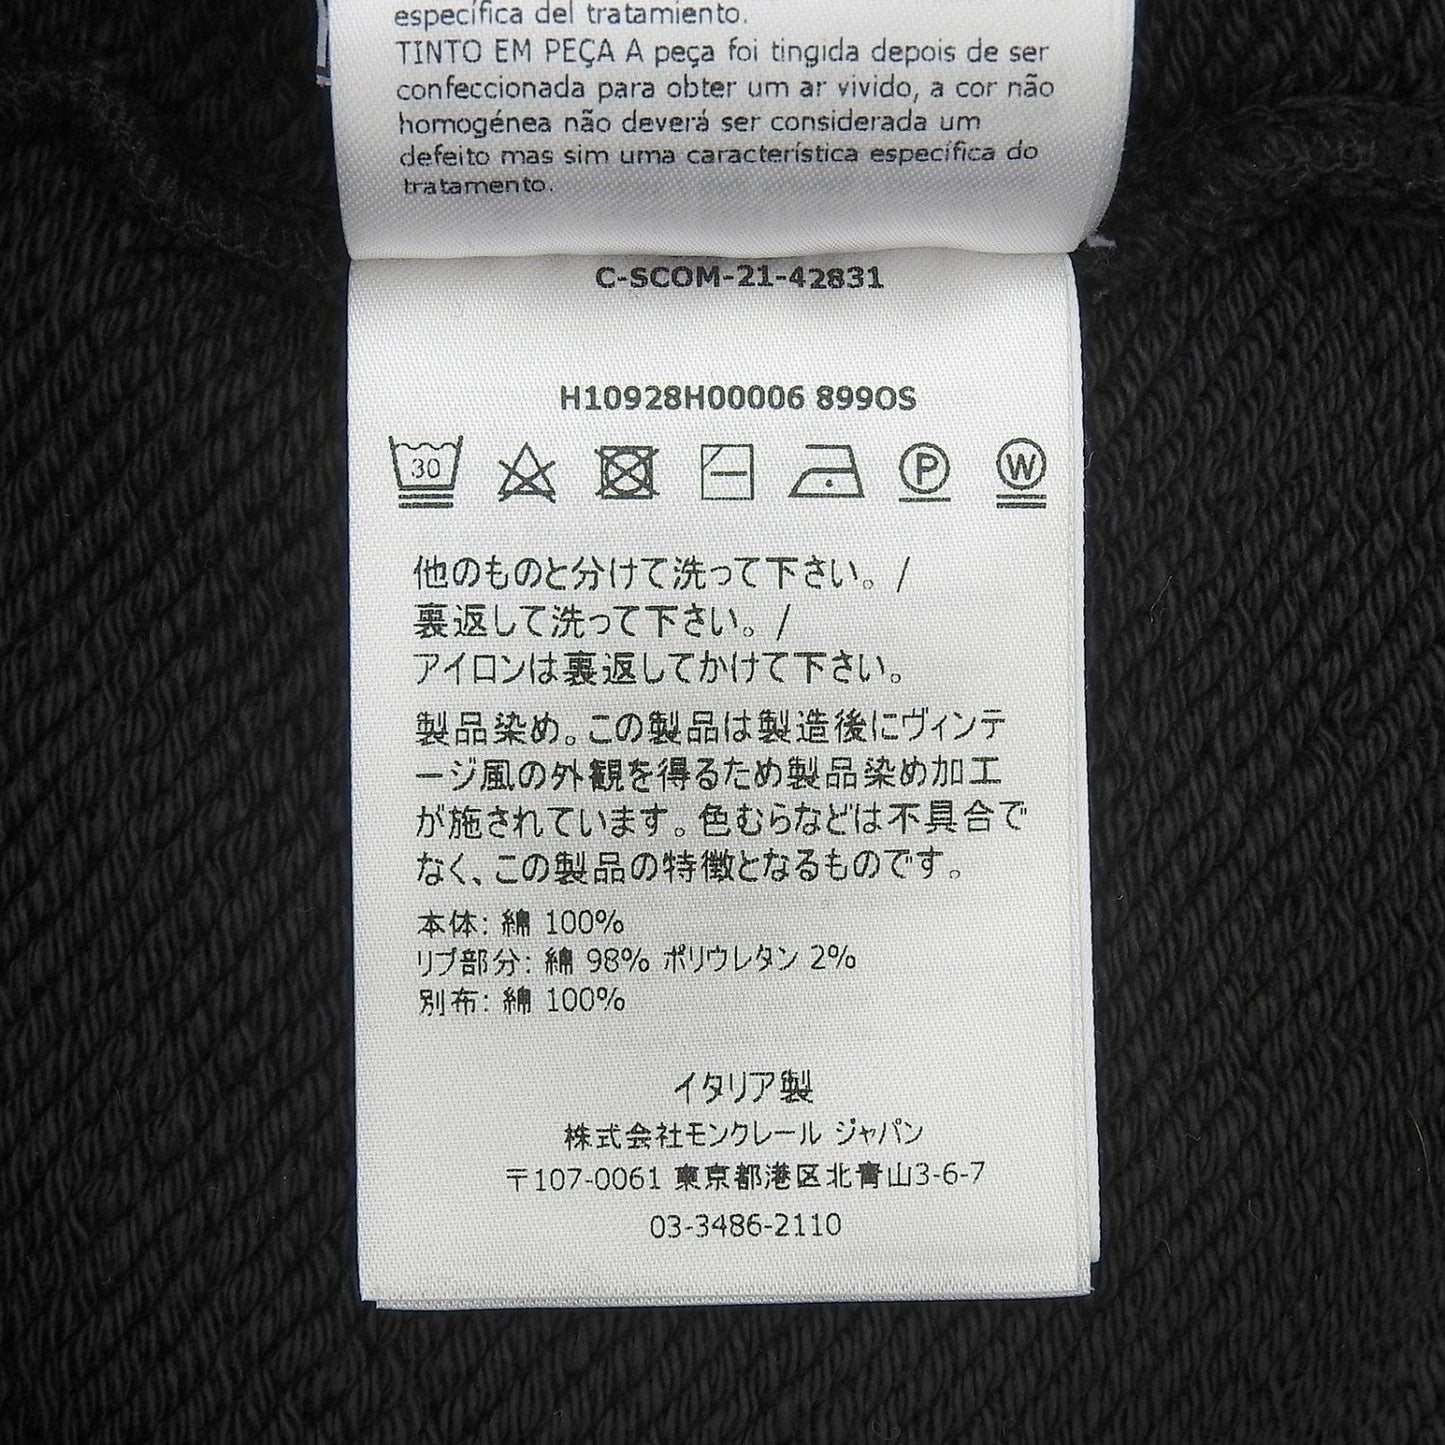 específica del tratamiento.
TINTO EM PEÇA A peça foi tingida depois de ser
confeccionada para obter um ar vivido, a cor não
homogénea não deverá ser considerada um
defeito mas sim uma característica específica do
tratamento.
C-SCOM-21-42831
H10928H00006 899OS
30 P W
他のものと分けて洗って下さい。/
裏返して洗って下さい。/
アイロンは裏返してかけて下さい。
製品染め。この製品は製造後にヴィンテ
ージ風の外観を得るため製品染め加工
が施されています。色むらなどは不具合で
なく、この製品の特徴となるものです。
本体: 綿 100%
リブ部分: 綿 98% ポリウレタン 2%
別布: 綿 100%
イタリア製
株式会社モンクレール ジャパン
〒107-0061 東京都港区北青山3-6-7
03-3486-2110